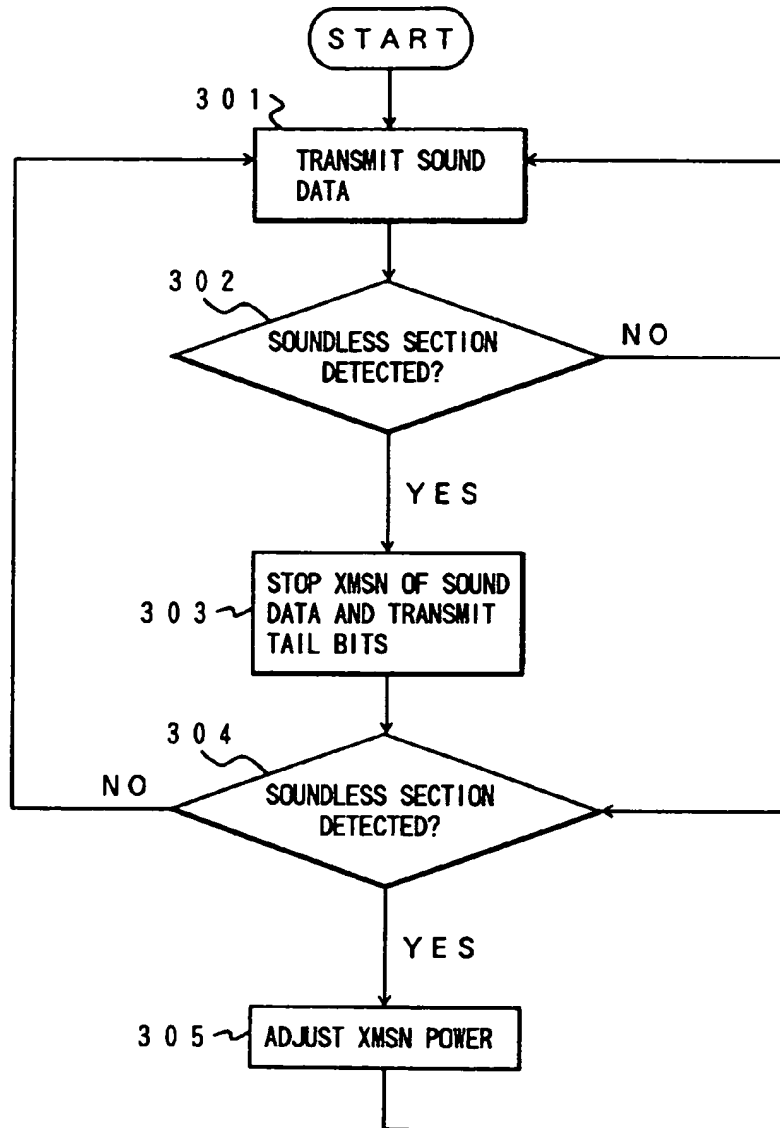 START
301
TRANSMIT SOUND
DATA
302
SOUNDLESS SECTION
DETECTED?
NO
YES
303
STOP XMSN OF SOUND
DATA AND TRANSMIT
TAIL BITS
304
NO
SOUNDLESS SECTION
DETECTED?
YES
305
ADJUST XMSN POWER